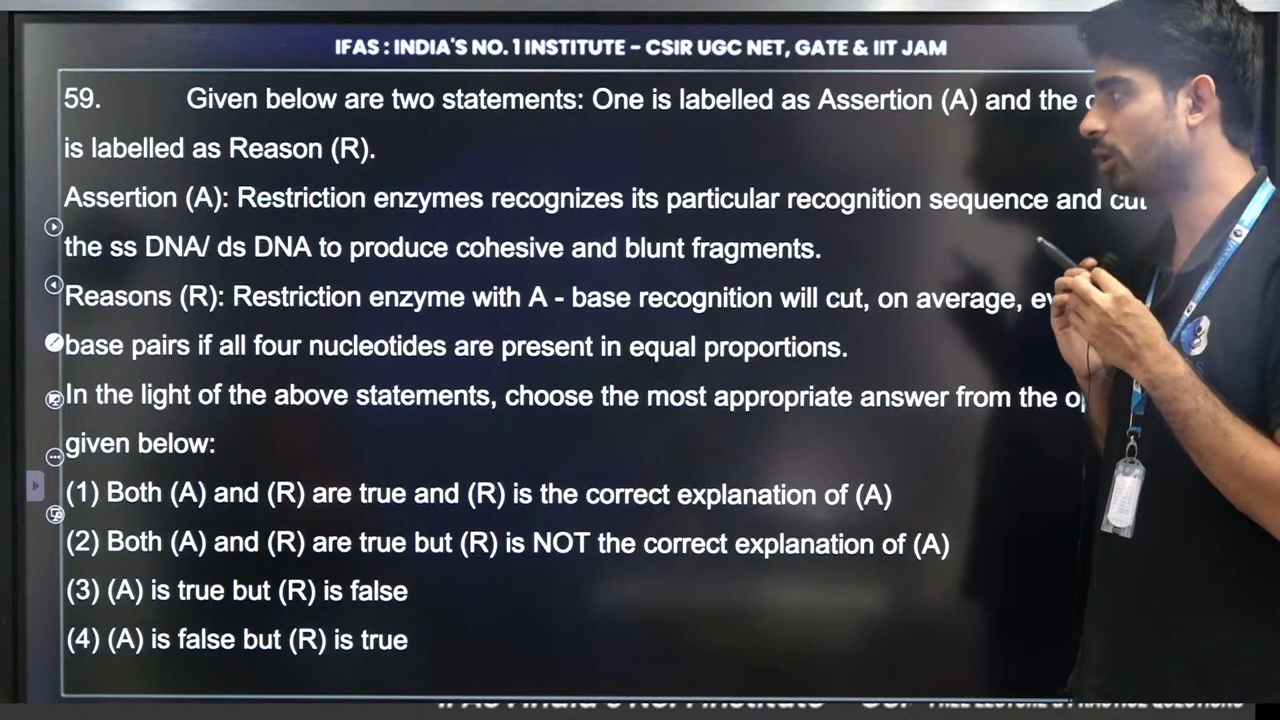 IFAS : INDIA'S NO. 1 INSTITUTE – CSIR UGC NET, GATE & IIT JAM
59. Given below are two statements: One is labelled as Assertion (A) and the
is labelled as Reason (R).
Assertion (A): Restriction enzymes recognizes its particular recognition sequence and cut
the ss DNA/ ds DNA to produce cohesive and blunt fragments.
Reasons (R): Restriction enzyme with A - base recognition will cut, on average,
base pairs if all four nucleotides are present in equal proportions.
In the light of the above statements, choose the most appropriate answer from the
given below:
(1) Both (A) and (R) are true and (R) is the correct explanation of (A)
(2) Both (A) and (R) are true but (R) is NOT the correct explanation of (A)
(3) (A) is true but (R) is false
(4) (A) is false but (R) is true